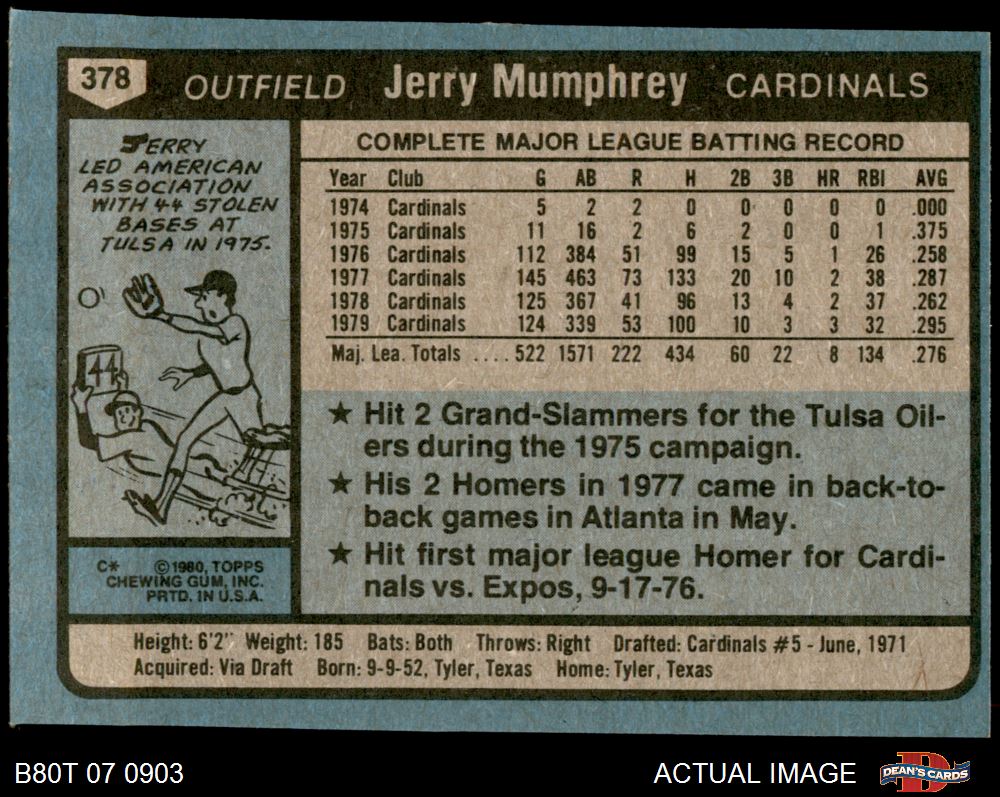 378 OUTFIELD Jerry Mumphrey CARDINALS
JERRY
LED AMERICAN
ASSOCIATION
WITH 44 STOLEN
BASES AT
TULSA IN 1975.
44
C* © 1980, TOPPS
CHEWING GUM, INC.
PRTD. IN U.S.A.
COMPLETE MAJOR LEAGUE BATTING RECORD
Year Club G AB R H 2B 3B HR RBI AVG
1974 Cardinals 5 2 2 0 0 0 0 0 .000
1975 Cardinals 11 16 2 6 2 0 0 1 .375
1976 Cardinals 112 384 51 99 15 5 1 26 .258
1977 Cardinals 145 463 73 133 20 10 2 38 .287
1978 Cardinals 125 367 41 96 13 4 2 37 .262
1979 Cardinals 124 339 53 100 10 3 3 32 .295
Maj. Lea. Totals .... 522 1571 222 434 60 22 8 134 .276
★ Hit 2 Grand-Slammers for the Tulsa Oil-
ers during the 1975 campaign.
★ His 2 Homers in 1977 came in back-to-
back games in Atlanta in May.
★ Hit first major league Homer for Cardi-
nals vs. Expos, 9-17-76.
Height: 6'2" Weight: 185 Bats: Both Throws: Right Drafted: Cardinals #5 - June, 1971
Acquired: Via Draft Born: 9-9-52, Tyler, Texas Home: Tyler, Texas
B80T 07 0903
ACTUAL IMAGE
DEAN'S CARDS